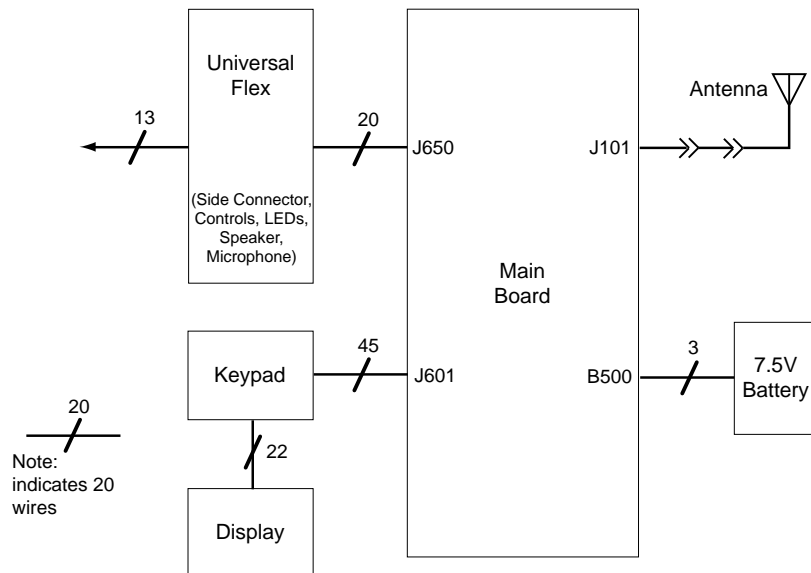 Universal
Flex
(Side Connector,
Controls, LEDs,
Speaker,
Microphone)
13
20
J650
J101
Antenna
Main
Board
Keypad
45
J601
B500
3
7.5V
Battery
22
Display
20
Note:
indicates 20
wires